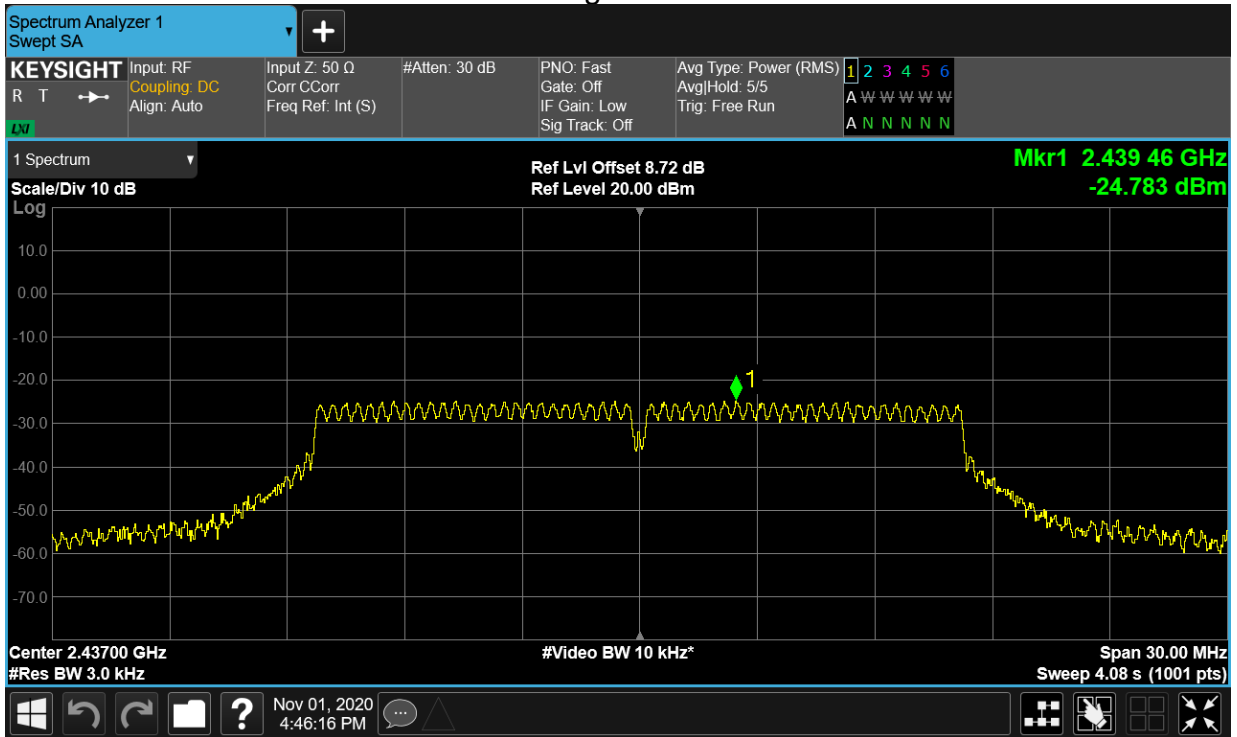 Spectrum Analyzer 1
Swept SA
KEYSIGHT
R T
LXI
Input: RF
Coupling: DC
Align: Auto
Input Z: 50 Ω
Corr CCorr
Freq Ref: Int (S)
#Atten: 30 dB
PNO: Fast
Gate: Off
IF Gain: Low
Sig Track: Off
Avg Type: Power (RMS)
Avg|Hold: 5/5
Trig: Free Run
1 2 3 4 5 6
A W W W W W
A N N N N N
1 Spectrum
Scale/Div 10 dB
Log
Ref Lvl Offset 8.72 dB
Ref Level 20.00 dBm
Mkr1 2.439 46 GHz
-24.783 dBm
10.0
0.00
-10.0
-20.0
-30.0
-40.0
-50.0
-60.0
-70.0
1
Center 2.43700 GHz
#Res BW 3.0 kHz
#Video BW 10 kHz*
Span 30.00 MHz
Sweep 4.08 s (1001 pts)
?
Nov 01, 2020
4:46:16 PM